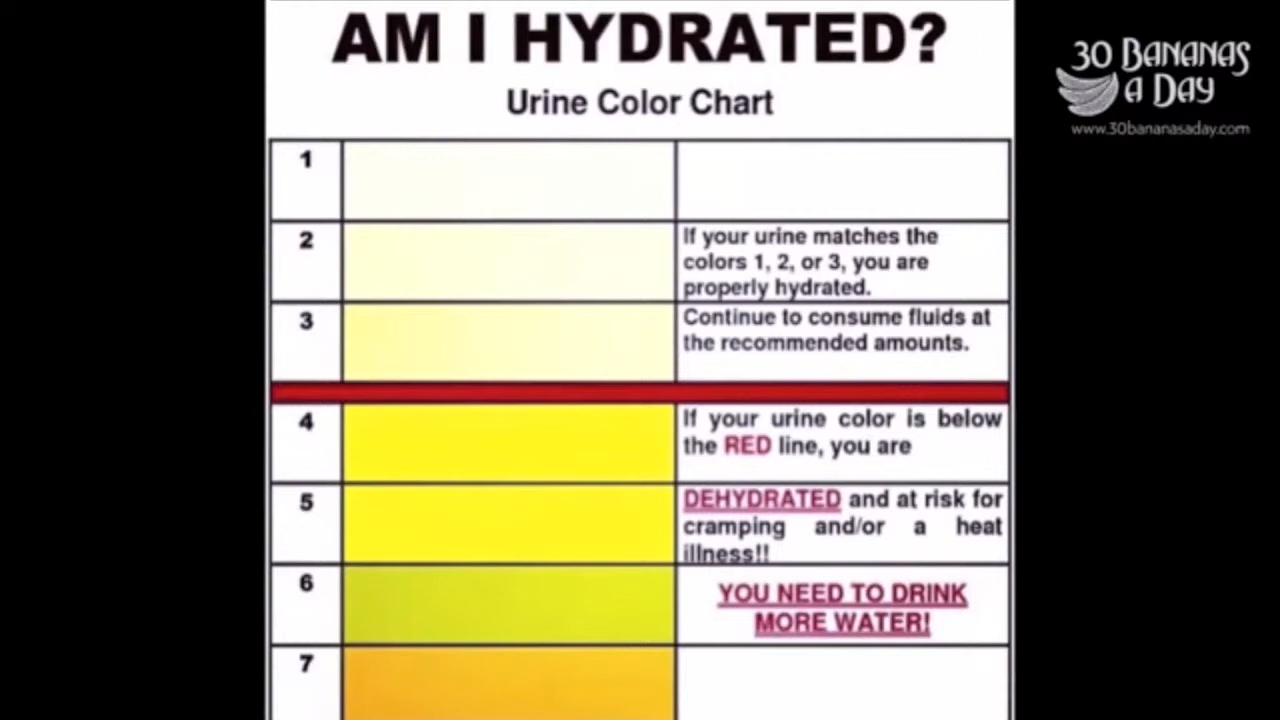 AM I HYDRATED?
Urine Color Chart
30 BANANAS
A DAY
www.30bananasaday.com
1
2
If your urine matches the
colors 1, 2, or 3, you are
properly hydrated.
3
Continue to consume fluids at
the recommended amounts.
4
If your urine color is below
the RED line, you are
5
DEHYDRATED and at risk for
cramping and/or a heat
illness!!
6
YOU NEED TO DRINK
MORE WATER!
7